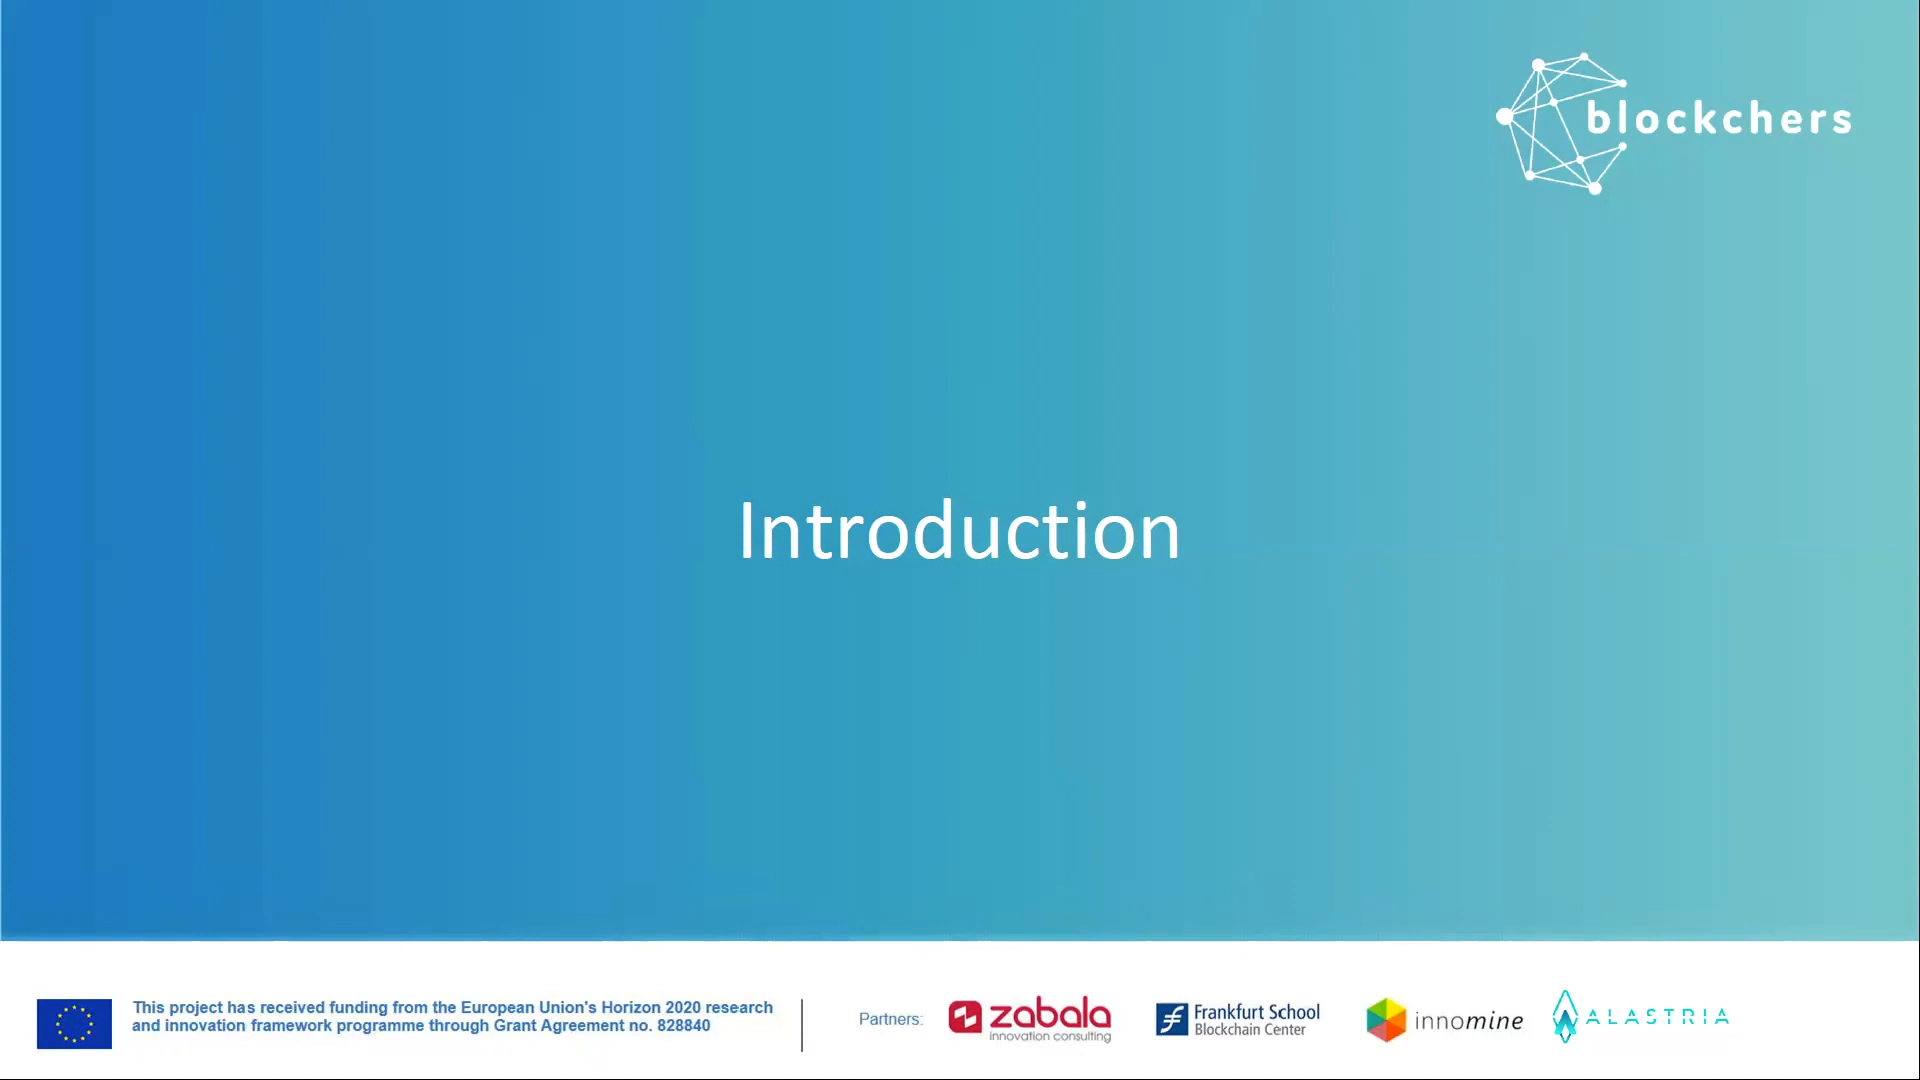 blockchers
Introduction
This project has received funding from the European Union's Horizon 2020 research
and innovation framework programme through Grant Agreement no. 828840
Partners:
zabala
innovation consulting
Frankfurt School
Blockchain Center
innomine
ALASTRIA